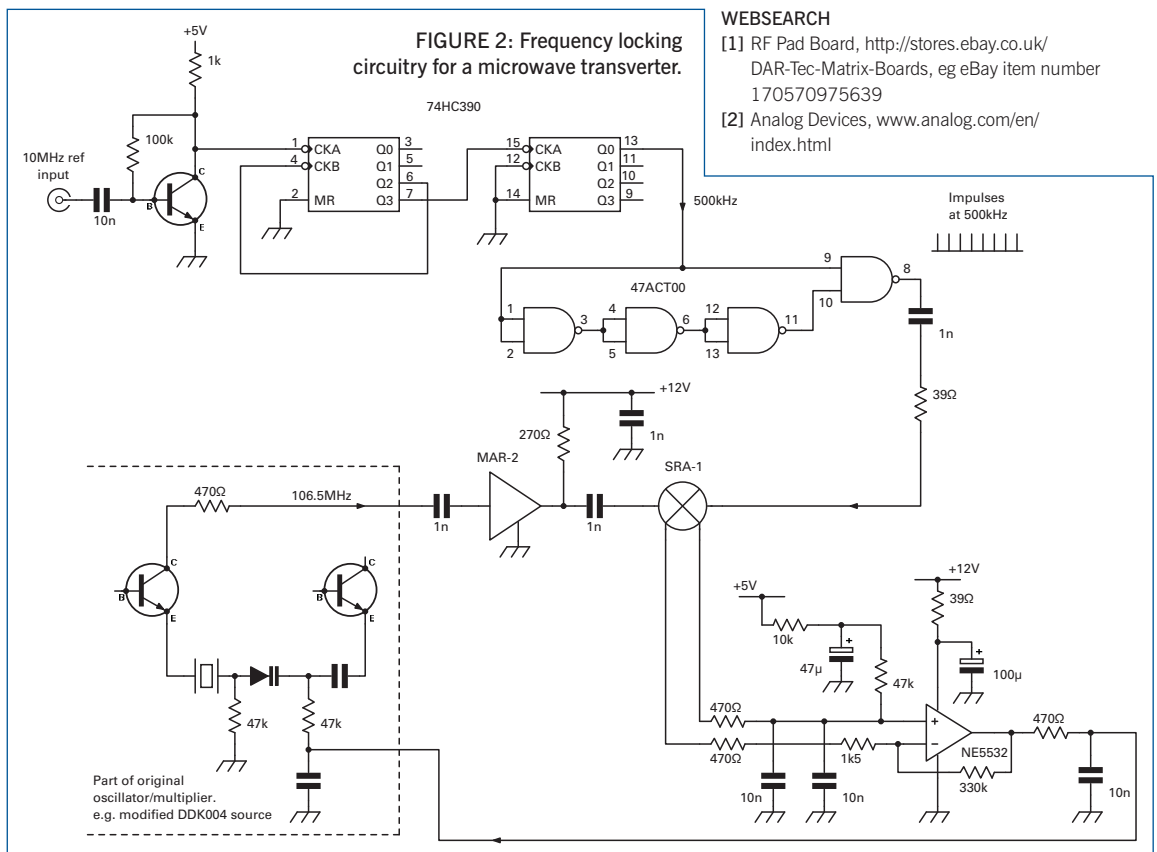 FIGURE 2: Frequency locking
circuitry for a microwave transverter.
WEBSEARCH
[1] RF Pad Board, http://stores.ebay.co.uk/
DAR-Tec-Matrix-Boards, eg eBay item number
170570975639
[2] Analog Devices, www.analog.com/en/
index.html
+5V
1k
100k
10MHz ref
input
10n
B
C
E
74HC390
1 CKA Q0 3
4 CKB Q1 5
Q2 6
2 MR Q3 7
15 CKA Q0 13
12 CKB Q1 11
Q2 10
14 MR Q3 9
500kHz
Impulses
at 500kHz
47ACT00
1
2
3
4
5
6
12
13
11
9
10
8
1n
39Ω
+12V
270Ω
1n
MAR-2
SRA-1
470Ω
106.5MHz
1n
1n
C
B
E
C
B
E
47k
47k
Part of original
oscillator/multiplier.
e.g. modified DDK004 source
+5V
10k
+
47µ
47k
+12V
39Ω
+
100µ
470Ω
470Ω
1k5
+
−
NE5532
330k
10n
10n
470Ω
10n